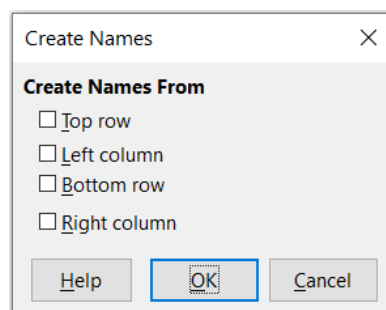 Create Names
Create Names From
Top row
Left column
Bottom row
Right column
Help OK Cancel